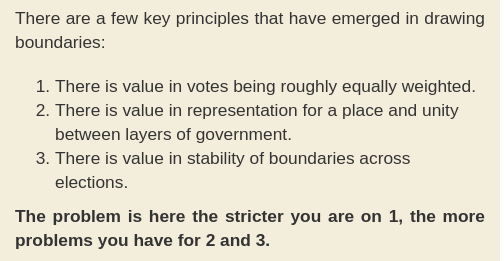 There are a few key principles that have emerged in drawing
boundaries:
1. There is value in votes being roughly equally weighted.
2. There is value in representation for a place and unity
between layers of government.
3. There is value in stability of boundaries across
elections.
The problem is here the stricter you are on 1, the more
problems you have for 2 and 3.